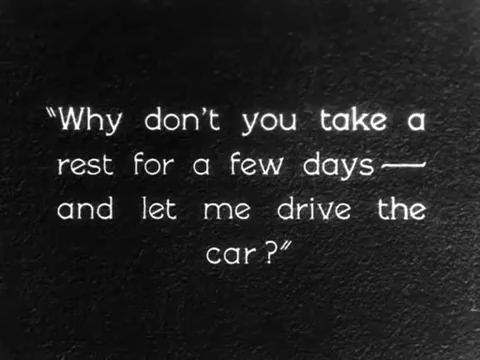 "Why don't you take a
rest for a few days—
and let me drive the
car?"